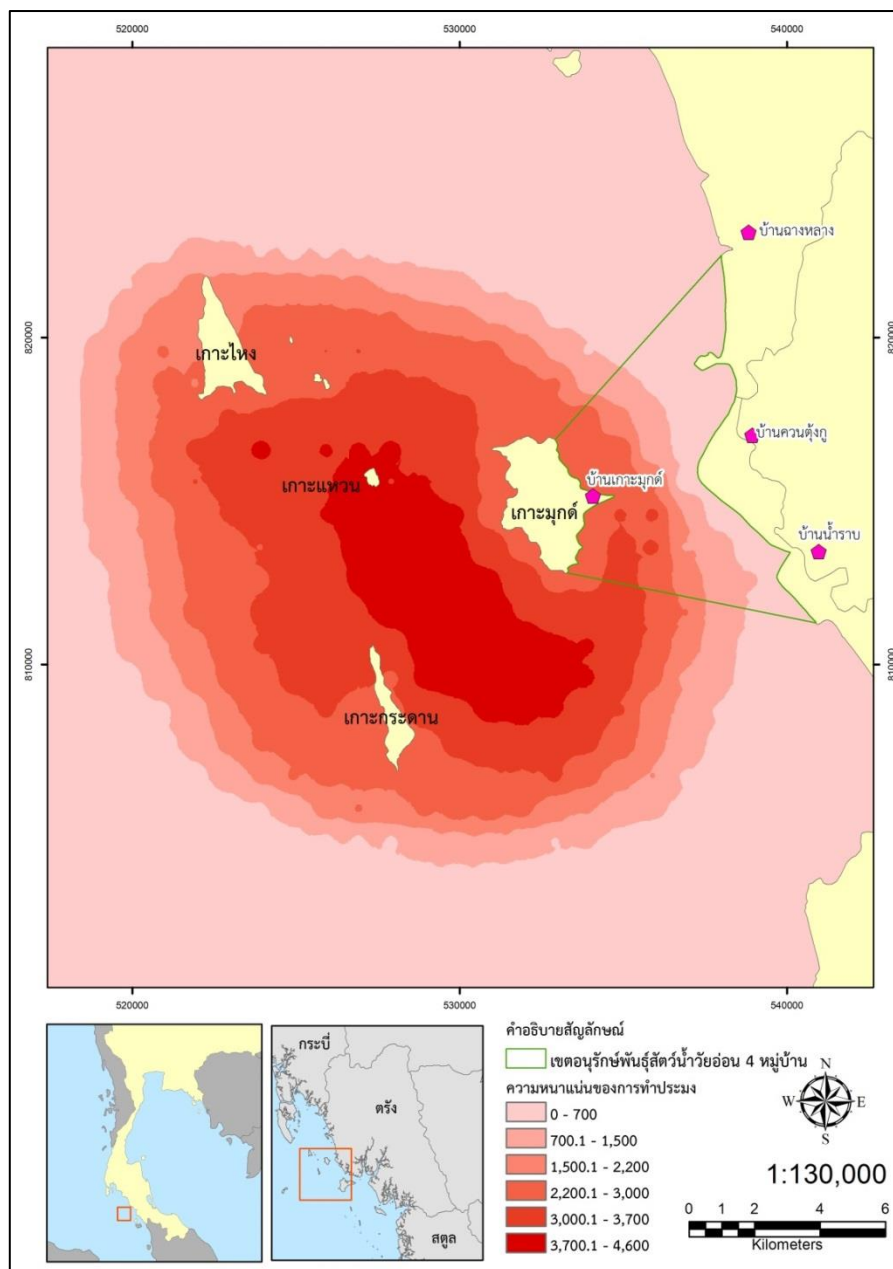 520000 530000 540000
บ้านฉางหลาง
820000 820000
เกาะไหง
บ้านควนตุ้งกู
เกาะแหวน
บ้านเกาะมุกด์
เกาะมุกด์
บ้านน้ำราบ
810000 810000
เกาะกระดาน
520000 530000 540000
กระบี่
ตรัง
สตูล
คำอธิบายสัญลักษณ์
เขตอนุรักษ์พันธุ์สัตว์น้ำวัยอ่อน 4 หมู่บ้าน
ความหนาแน่นของการทำประมง
0 - 700
700.1 - 1,500
1,500.1 - 2,200
2,200.1 - 3,000
3,000.1 - 3,700
3,700.1 - 4,600
N
W E
S
1:130,000
0 1 2 4 6
Kilometers